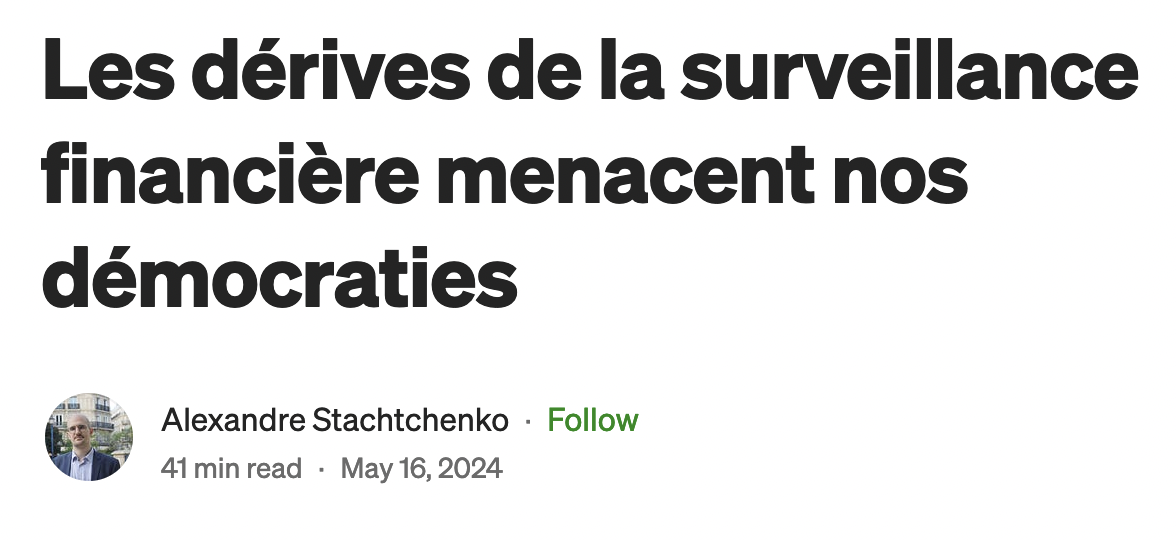 Les dérives de la surveillance
financière menacent nos
démocraties
Alexandre Stachtchenko · Follow
41 min read · May 16, 2024